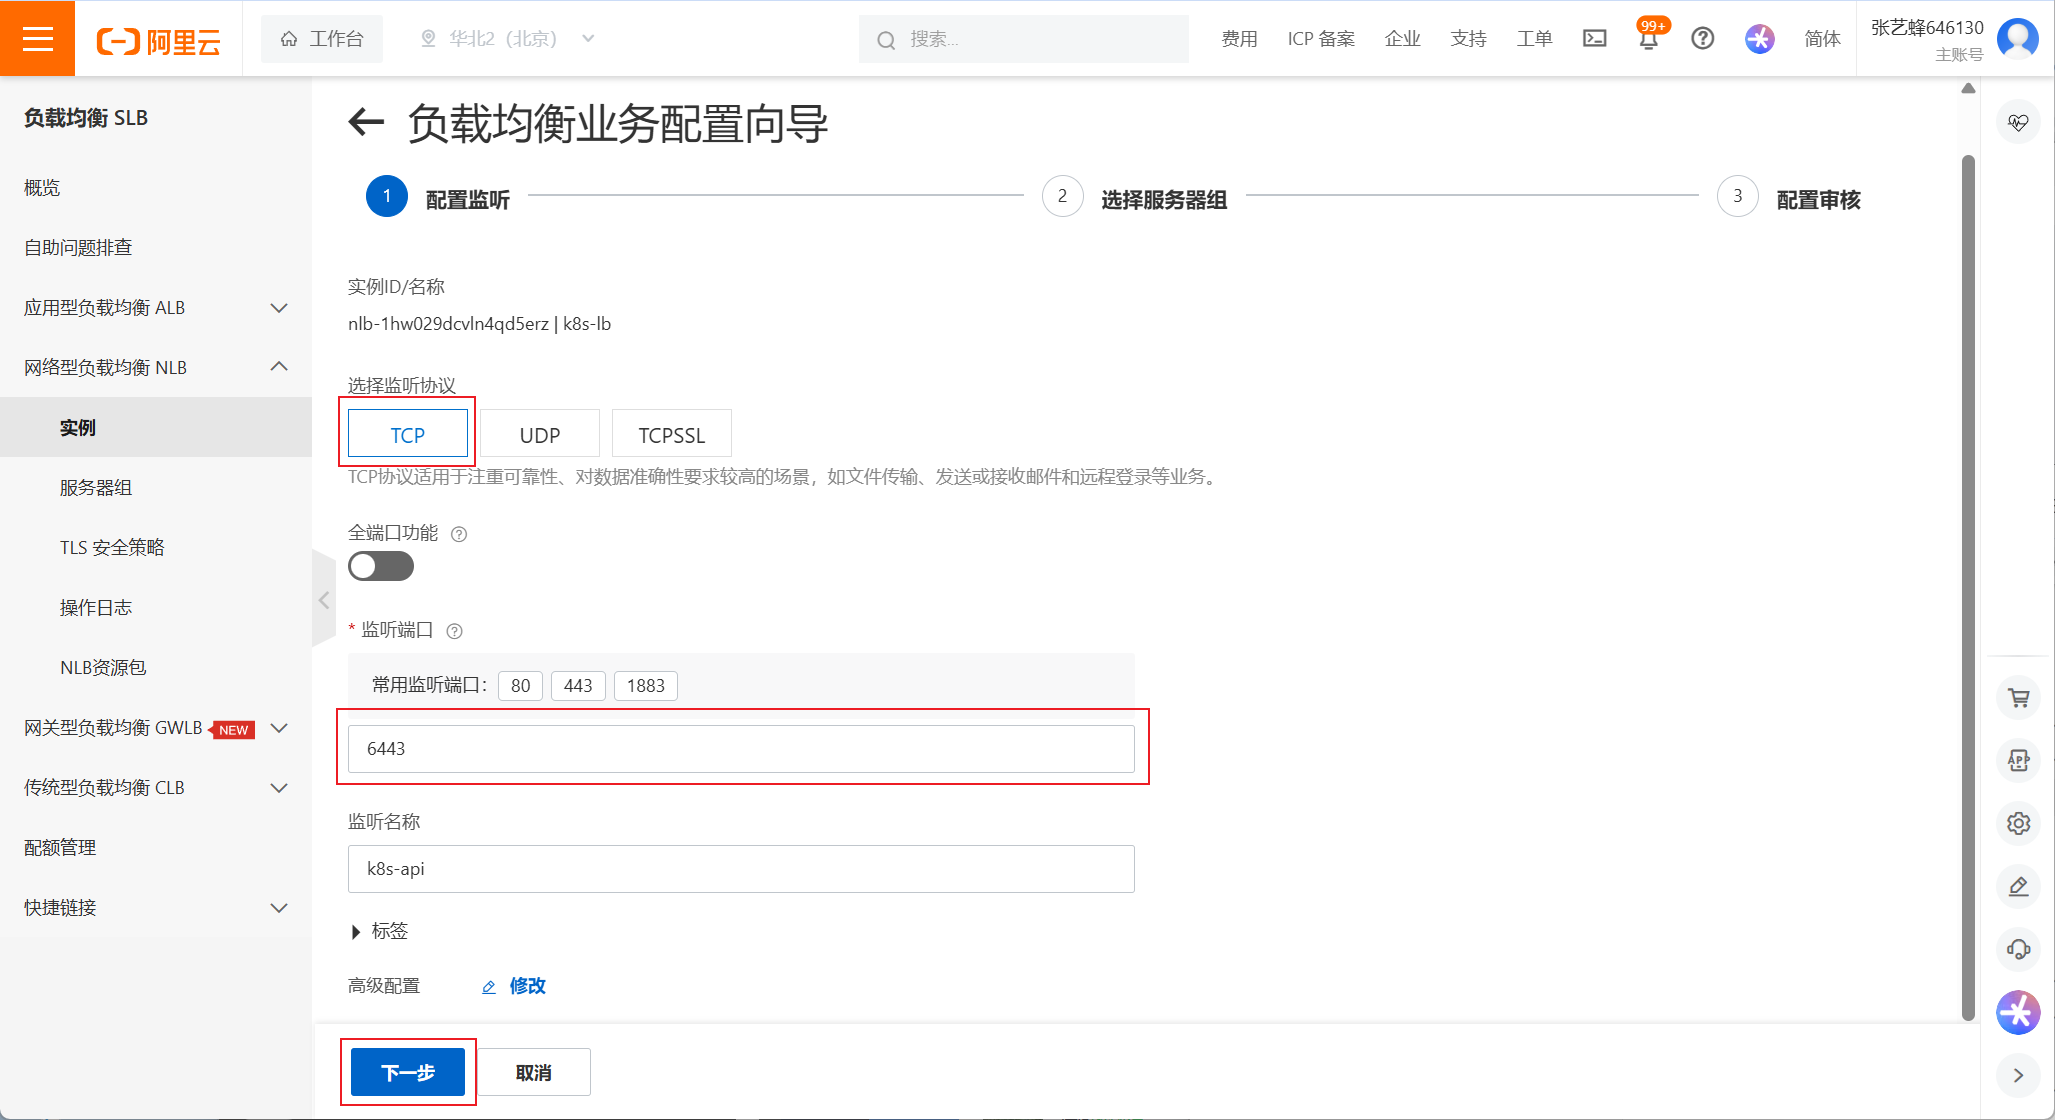 阿里云
工作台
华北2（北京）
搜索...
费用
ICP 备案
企业
支持
工单
99+
简体
张艺蜂646130
主账号
负载均衡 SLB
概览
自助问题排查
应用型负载均衡 ALB
网络型负载均衡 NLB
实例
服务器组
TLS 安全策略
操作日志
NLB资源包
网关型负载均衡 GWLB NEW
传统型负载均衡 CLB
配额管理
快捷链接
负载均衡业务配置向导
1 配置监听
2 选择服务器组
3 配置审核
实例ID/名称
nlb-1hw029dcvln4qd5erz | k8s-lb
选择监听协议
TCP
UDP
TCPSSL
TCP协议适用于注重可靠性、对数据准确性要求较高的场景，如文件传输、发送或接收邮件和远程登录等业务。
全端口功能
* 监听端口
常用监听端口： 80 443 1883
6443
监听名称
k8s-api
标签
高级配置 修改
下一步
取消
APP